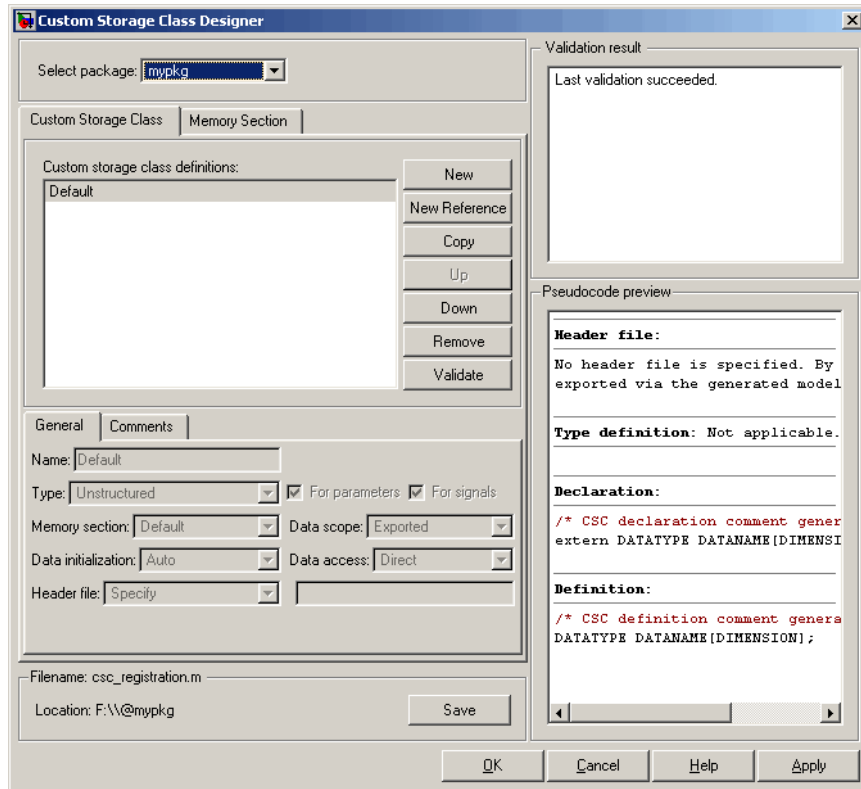 Custom Storage Class Designer
Select package: mypkg
Custom Storage Class
Memory Section
Custom storage class definitions:
Default
New
New Reference
Copy
Up
Down
Remove
Validate
General
Comments
Name: Default
Type: Unstructured
For parameters
For signals
Memory section: Default
Data scope: Exported
Data initialization: Auto
Data access: Direct
Header file: Specify
Filename: csc_registration.m
Location: F:\\@mypkg
Save
Validation result
Last validation succeeded.
Pseudocode preview
Header file:
No header file is specified. By
exported via the generated model
Type definition: Not applicable.
Declaration:
/* CSC declaration comment gener
extern DATATYPE DATANAME[DIMENSI
Definition:
/* CSC definition comment genera
DATATYPE DATANAME[DIMENSION];
OK
Cancel
Help
Apply